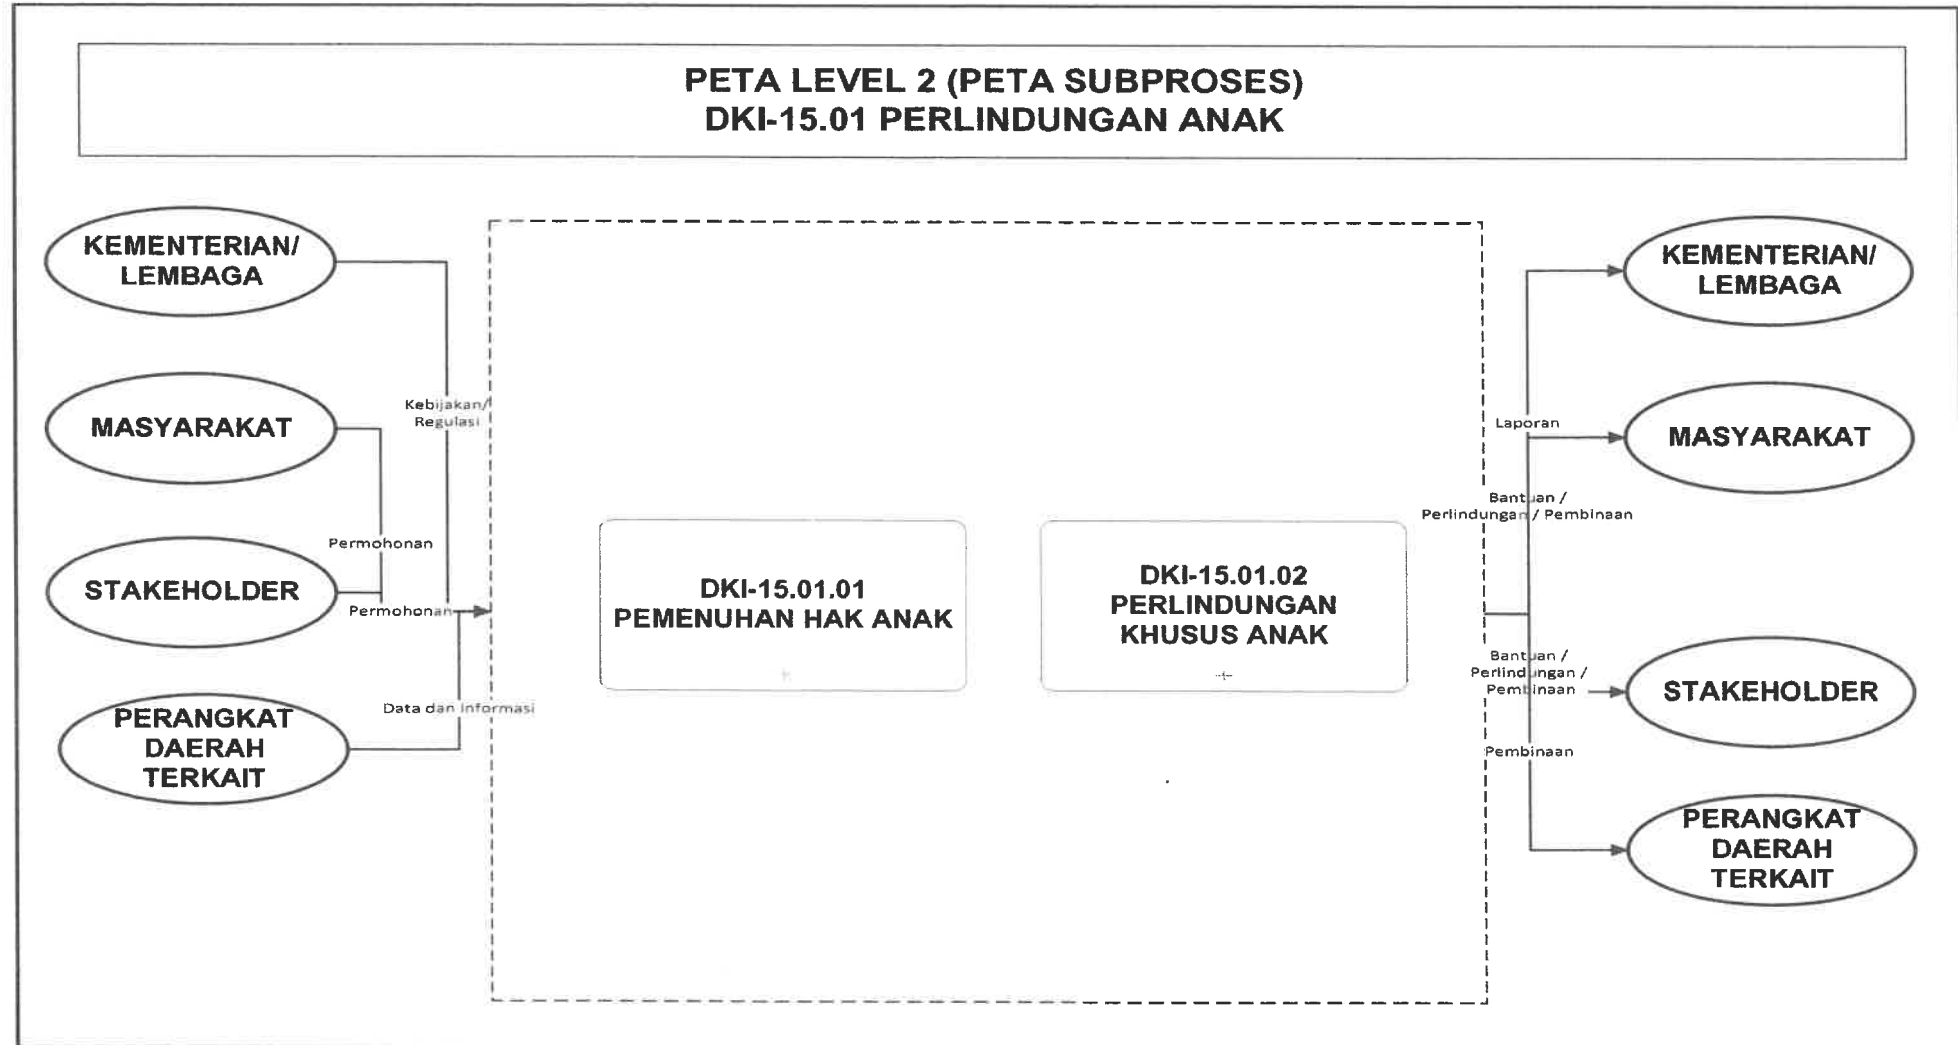 PETA LEVEL 2 (PETA SUBPROSES)
DKI-15.01 PERLINDUNGAN ANAK
KEMENTERIAN/
LEMBAGA
MASYARAKAT
STAKEHOLDER
PERANGKAT
DAERAH
TERKAIT
Kebijakan/
Regulasi
Permohonan
Permohonan
Data dan Informasi
DKI-15.01.01
PEMENUHAN HAK ANAK
+
DKI-15.01.02
PERLINDUNGAN
KHUSUS ANAK
+
Laporan
Bantuan /
Perlindungan / Pembinaan
Bantuan /
Perlindungan /
Pembinaan
Pembinaan
KEMENTERIAN/
LEMBAGA
MASYARAKAT
STAKEHOLDER
PERANGKAT
DAERAH
TERKAIT